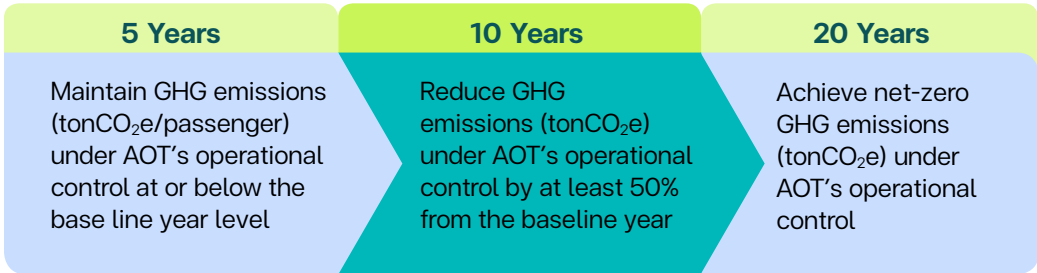 5 Years
Maintain GHG emissions
(tonCO₂e/passenger)
under AOT's operational
control at or below the
base line year level
10 Years
Reduce GHG
emissions (tonCO₂e)
under AOT's operational
control by at least 50%
from the baseline year
20 Years
Achieve net-zero
GHG emissions
(tonCO₂e) under
AOT's operational
control